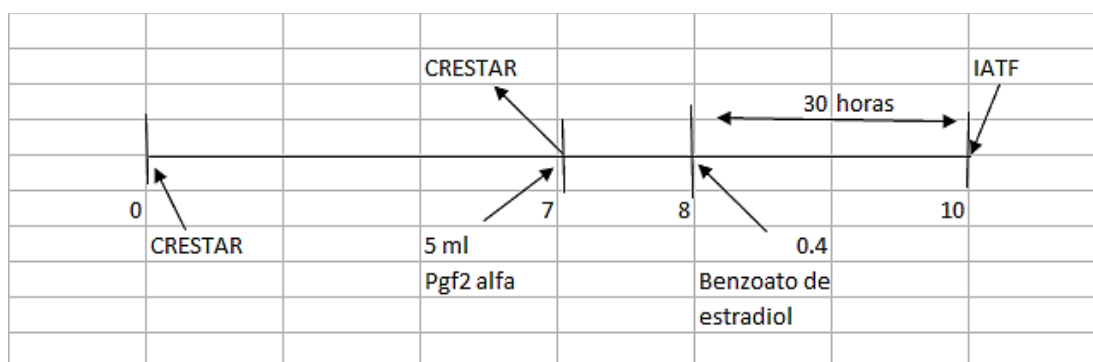 CRESTAR
IATF
30 horas
0
7
8
10
CRESTAR
5 ml
0.4
Pgf2 alfa
Benzoato de
estradiol